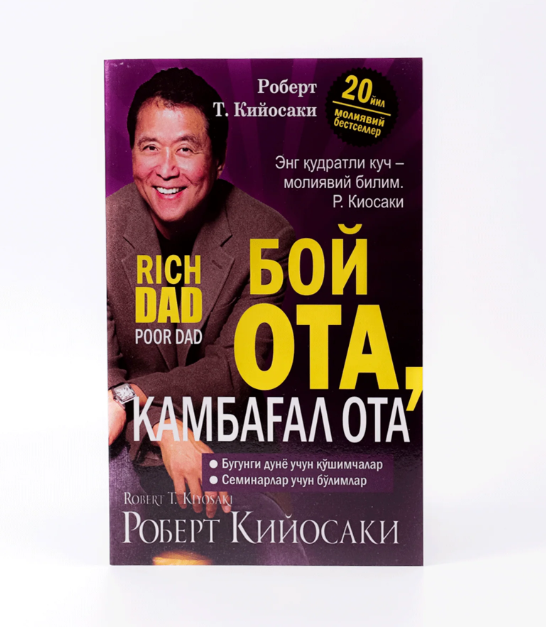 Роберт
Т. Кийосаки
20 йил
молиявий
бестселлер
Энг қудратли куч –
молиявий билим.
Р. Киосаки
RICH
DAD
POOR DAD
БОЙ
ОТА,
КАМБАҒАЛ ОТА
Бугунги дунё учун қўшимчалар
Семинарлар учун бўлимлар
ROBERT T. KIYOSAKI
РОБЕРТ КИЙОСАКИ